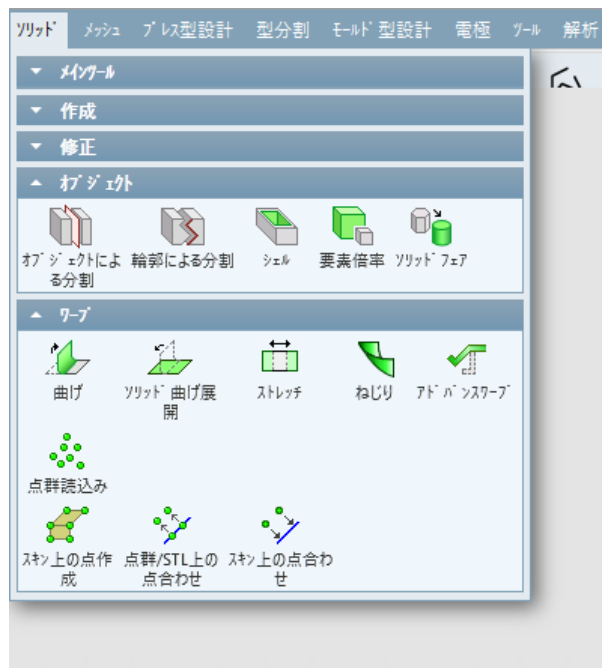 ｿﾘｯﾄﾞ ﾒｯｼｭ ﾌﾟﾚｽ型設計 型分割 ﾓｰﾙﾄﾞ型設計 電極 ﾂｰﾙ 解析
ﾒｲﾝﾂｰﾙ
作成
修正
ｵﾌﾞｼﾞｪｸﾄ
ｵﾌﾞｼﾞｪｸﾄによ 輪郭による分割 ｼｪﾙ 要素倍率 ｿﾘｯﾄﾞﾌｪｱ
る分割
ﾜｰﾌﾟ
曲げ ｿﾘｯﾄﾞ曲げ展 ｽﾄﾚｯﾁ ねじり ｱﾄﾞﾊﾞﾝｽﾜｰﾌﾟ
開
点群読込み
ｽｷﾝ上の点作 点群/STL上の ｽｷﾝ上の点合わ
成 点合わせ せ